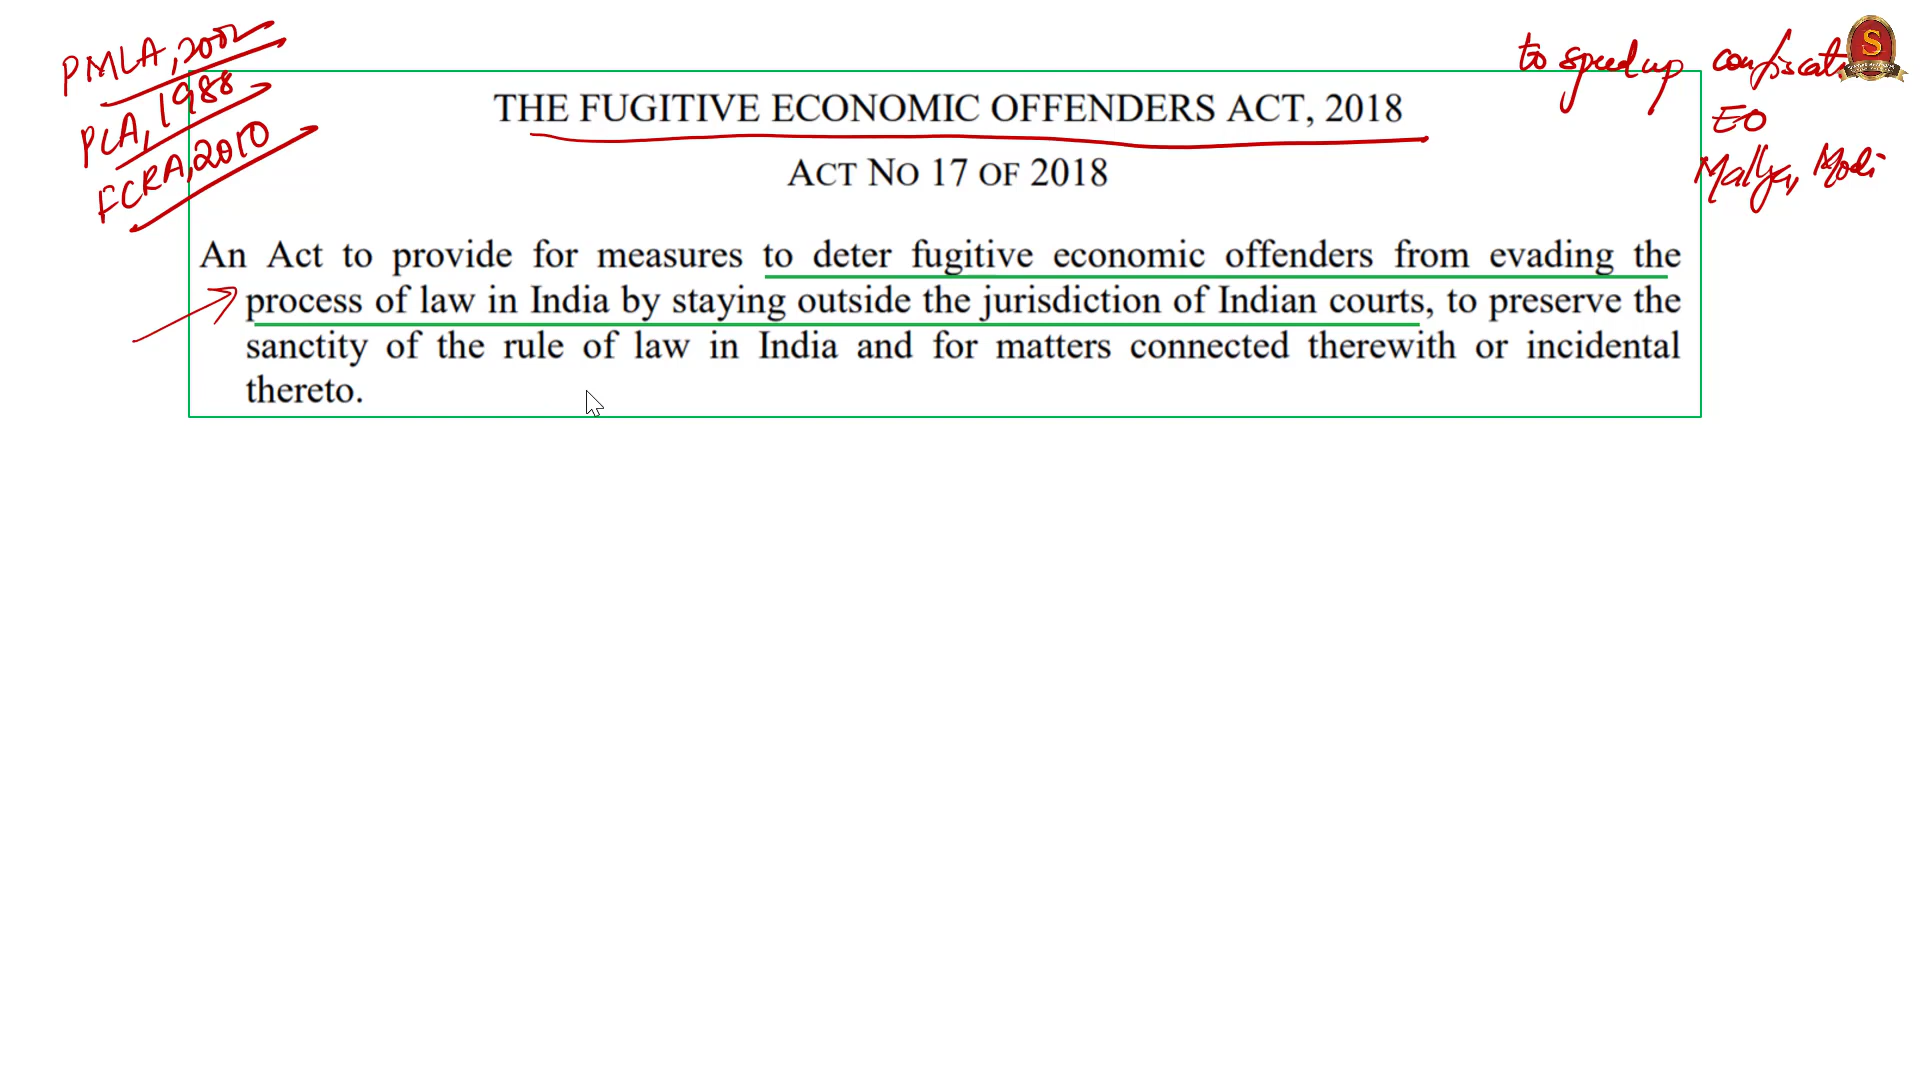 PMLA, 2002
PCA, 1988
FCRA, 2010
to speed up confiscati
EO
Mallya, Modi
S
THE FUGITIVE ECONOMIC OFFENDERS ACT, 2018
ACT NO 17 OF 2018
An Act to provide for measures to deter fugitive economic offenders from evading the
process of law in India by staying outside the jurisdiction of Indian courts, to preserve the
sanctity of the rule of law in India and for matters connected therewith or incidental
thereto.